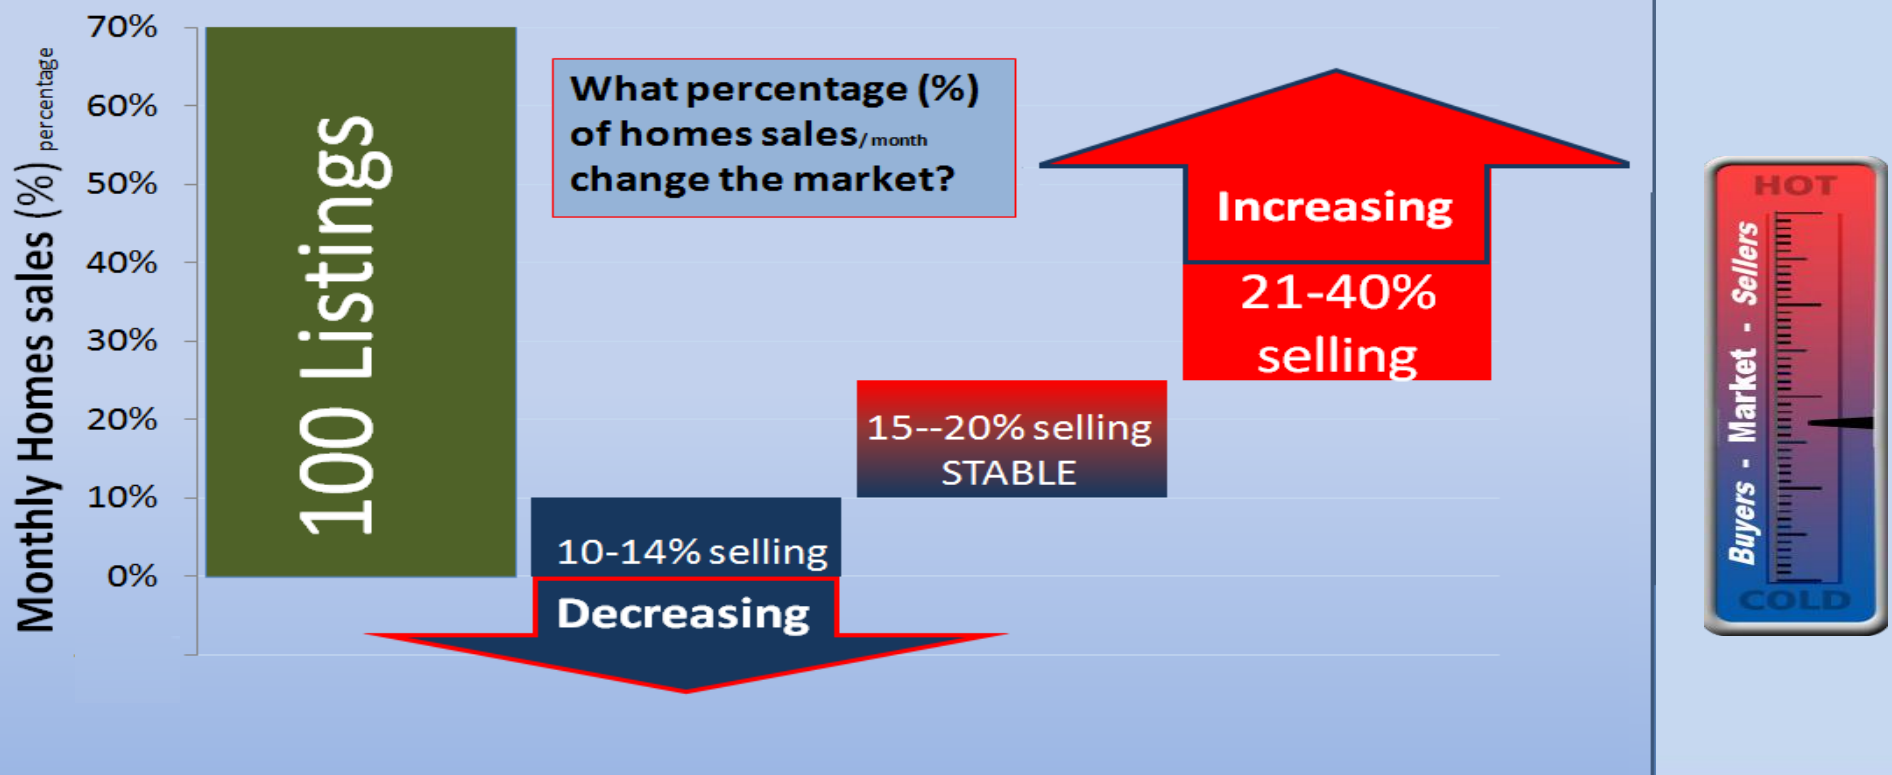 Monthly Homes sales (%) percentage
70%
60%
50%
40%
30%
20%
10%
0%
100 Listings
What percentage (%)
of homes sales/month
change the market?
10-14% selling
Decreasing
15--20% selling
STABLE
Increasing
21-40%
selling
HOT
Buyers - Market - Sellers
COLD